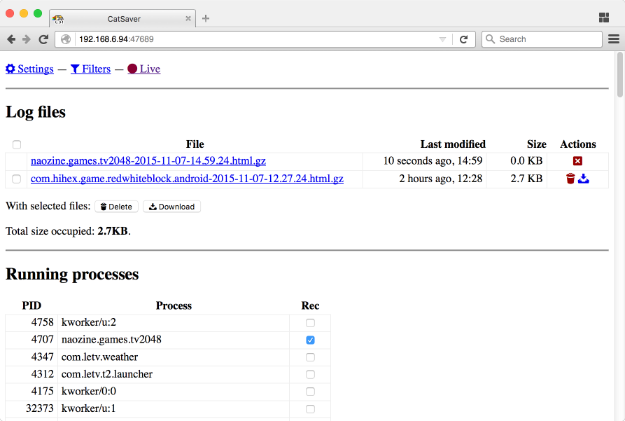 CatSaver
192.168.6.94:47689
Search
Settings — Filters — Live
Log files
File Last modified Size Actions
naozine.games.tv2048-2015-11-07-14.59.24.html.gz 10 seconds ago, 14:59 0.0 KB
com.hihex.game.redwhiteblock.android-2015-11-07-12.27.24.html.gz 2 hours ago, 12:28 2.7 KB
With selected files: Delete Download
Total size occupied: 2.7KB.
Running processes
PID Process Rec
4758 kworker/u:2
4707 naozine.games.tv2048
4347 com.letv.weather
4312 com.letv.t2.launcher
4175 kworker/0:0
32373 kworker/u:1